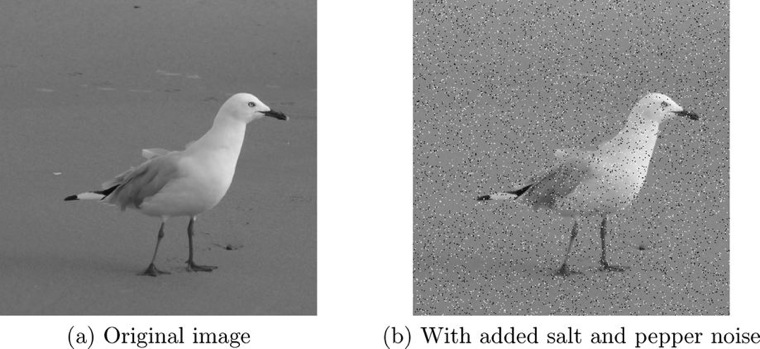 (a) Original image
(b) With added salt and pepper noise